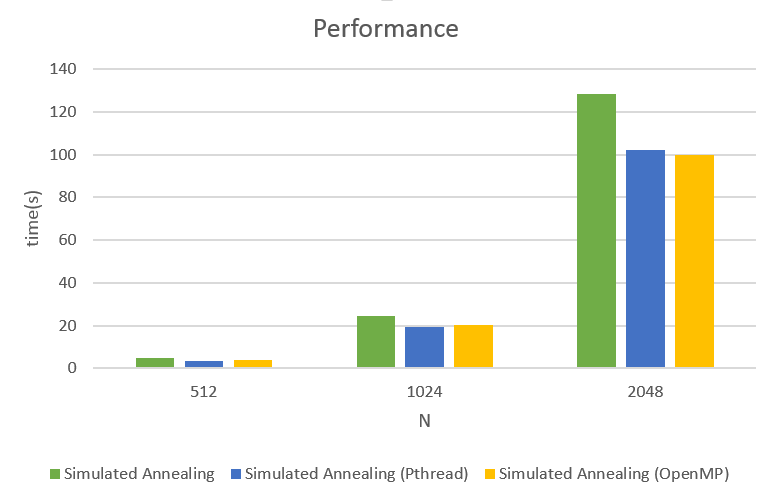 Performance
140
120
100
80
60
40
20
0
time(s)
512 1024 2048
N
Simulated Annealing Simulated Annealing (Pthread) Simulated Annealing (OpenMP)